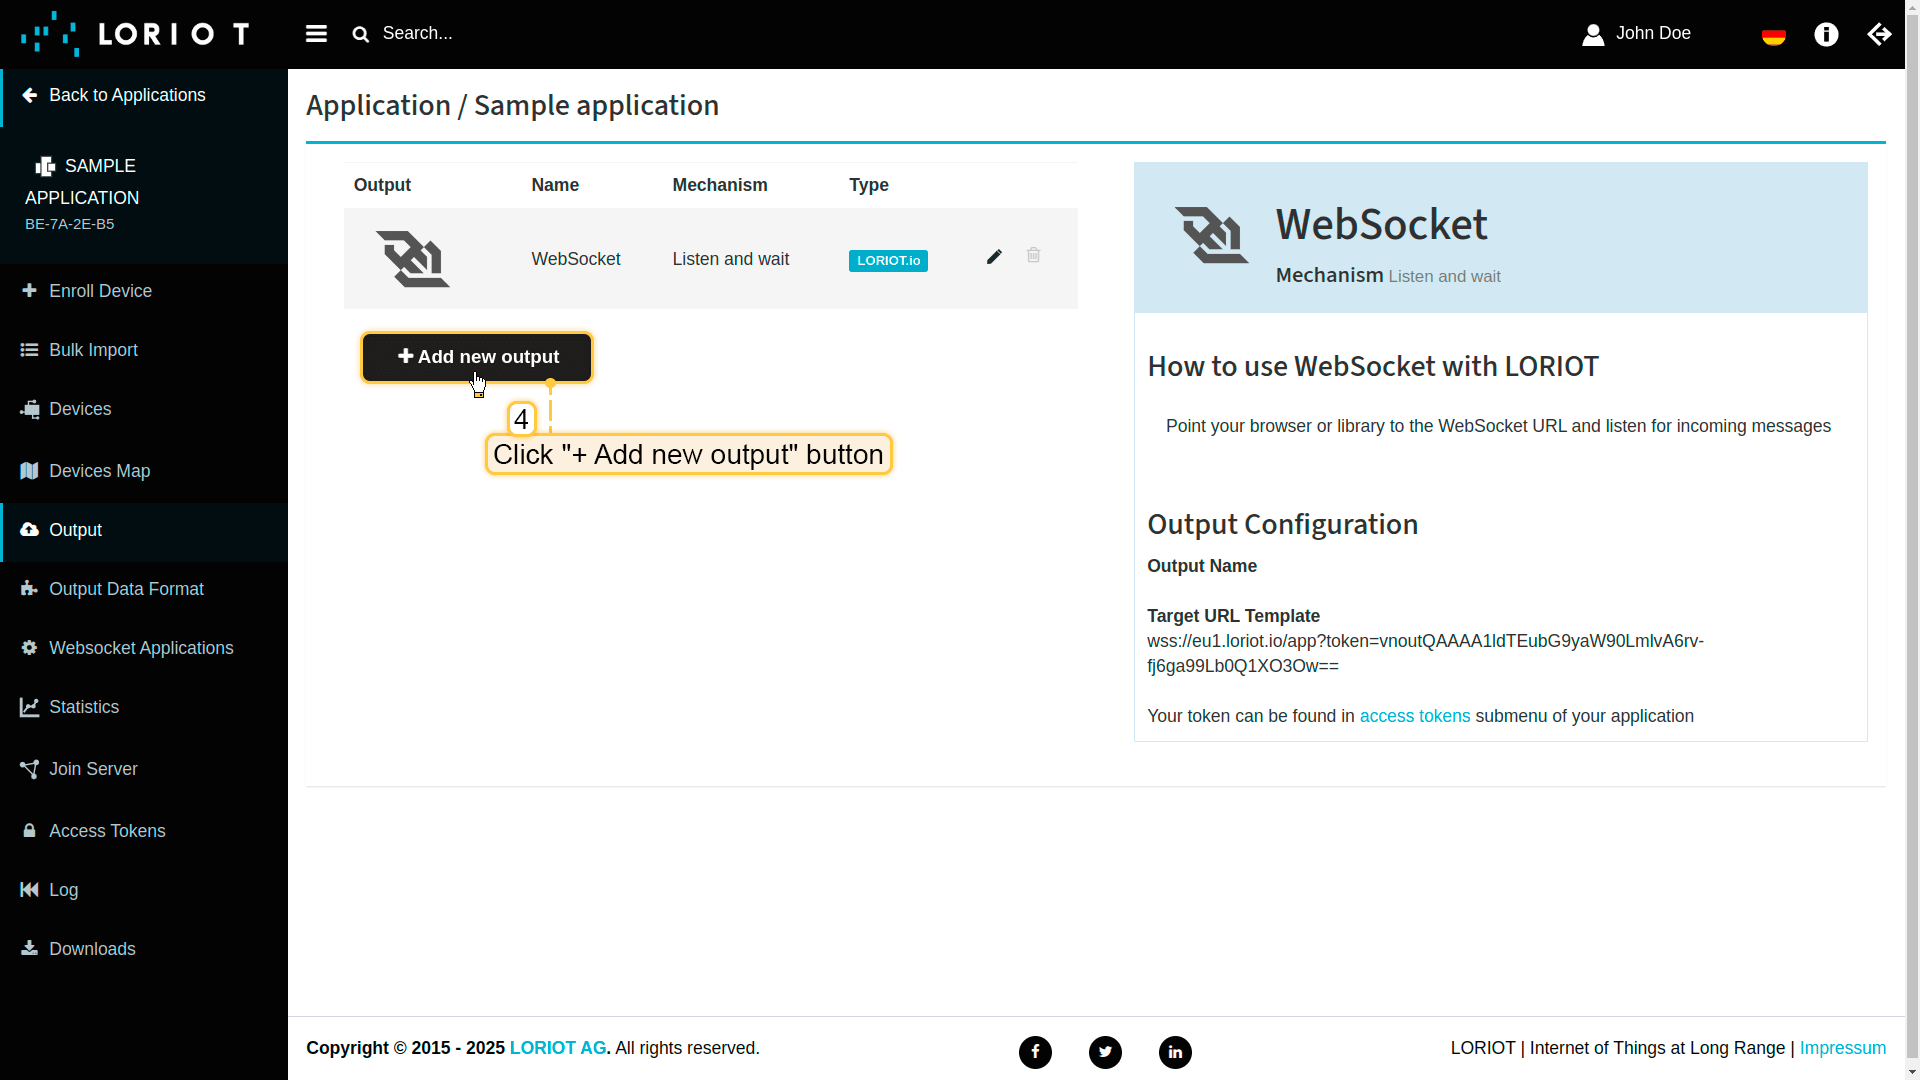 LORIOT
Search...
John Doe
Back to Applications
SAMPLE
APPLICATION
BE-7A-2E-B5
Enroll Device
Bulk Import
Devices
Devices Map
Output
Output Data Format
Websocket Applications
Statistics
Join Server
Access Tokens
Log
Downloads
Application / Sample application
Output Name Mechanism Type
WebSocket Listen and wait LORIOT.io
+ Add new output
4
Click "+ Add new output" button
WebSocket
Mechanism Listen and wait
How to use WebSocket with LORIOT
Point your browser or library to the WebSocket URL and listen for incoming messages
Output Configuration
Output Name
Target URL Template
wss://eu1.loriot.io/app?token=vnoutQAAAA1ldTEubG9yaW90LmlvA6rv-
fj6ga99Lb0Q1XO3Ow==
Your token can be found in access tokens submenu of your application
Copyright © 2015 - 2025 LORIOT AG. All rights reserved.
LORIOT | Internet of Things at Long Range | Impressum